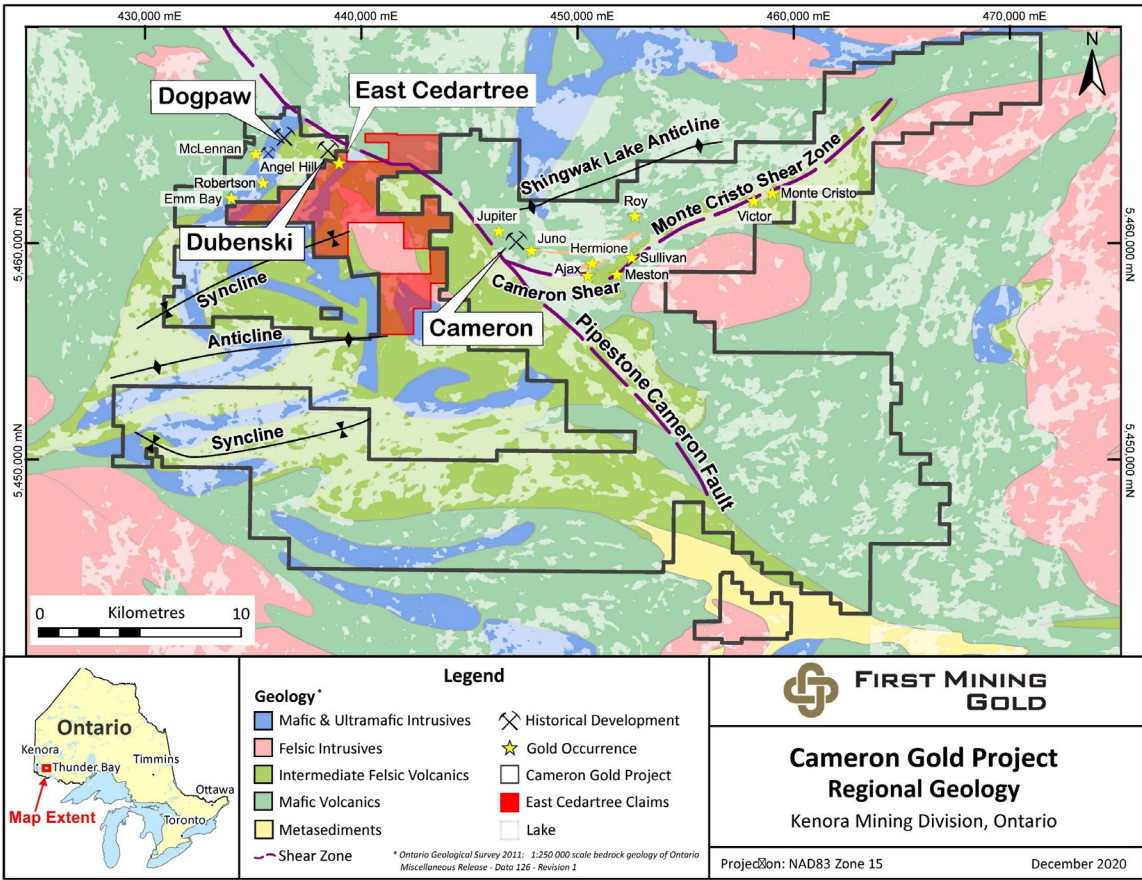 430,000 mE
440,000 mE
450,000 mE
460,000 mE
470,000 mE
N
Dogpaw
East Cedartree
McLennan
Angel Hill
Robertson
Emm Bay
Dubenski
Shingwak Lake Anticline
Monte Cristo Shear Zone
Monte Cristo
Victor
Roy
Jupiter
Juno
Hermione
Sullivan
Ajax
Meston
Cameron Shear
Cameron
Pipestone Cameron Fault
Syncline
Anticline
Syncline
5,460,000 mN
5,460,000 mN
5,450,000 mN
5,450,000 mN
0 Kilometres 10
Ontario
Kenora
Thunder Bay
Timmins
Ottawa
Toronto
Map Extent
Legend
Geology *
Mafic & Ultramafic Intrusives
Felsic Intrusives
Intermediate Felsic Volcanics
Mafic Volcanics
Metasediments
Shear Zone
Historical Development
Gold Occurrence
Cameron Gold Project
East Cedartree Claims
Lake
* Ontario Geological Survey 2011: 1:250 000 scale bedrock geology of Ontario
Miscellaneous Release - Data 126 - Revision 1
FIRST MINING
GOLD
Cameron Gold Project
Regional Geology
Kenora Mining Division, Ontario
Projec☒on: NAD83 Zone 15
December 2020